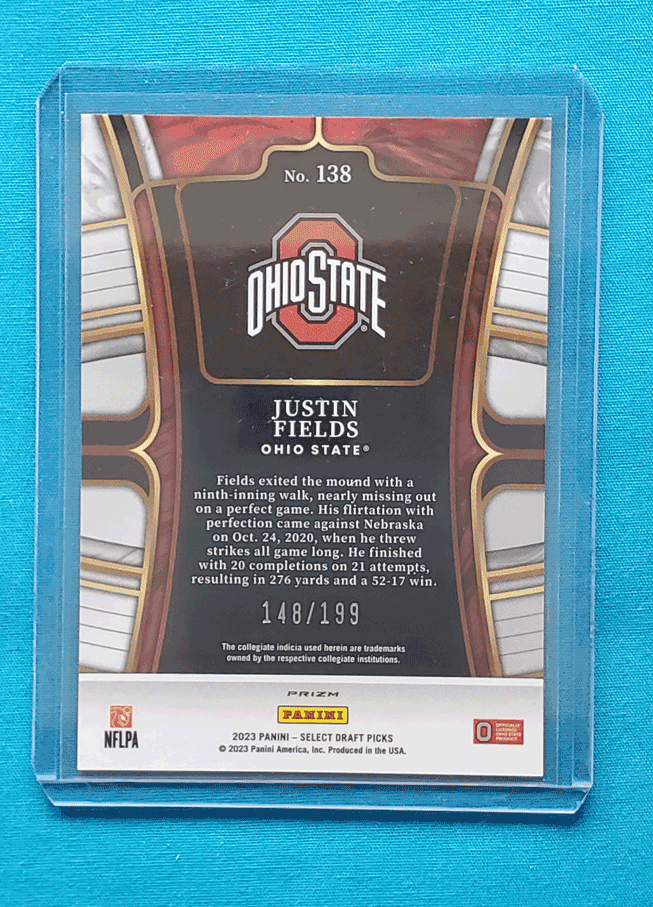 No. 138
OHIO STATE
JUSTIN
FIELDS
OHIO STATE®
Fields exited the mound with a
ninth-inning walk, nearly missing out
on a perfect game. His flirtation with
perfection came against Nebraska
on Oct. 24, 2020, when he threw
strikes all game long. He finished
with 20 completions on 21 attempts,
resulting in 276 yards and a 52-17 win.
148/199
The collegiate indicia used herein are trademarks
owned by the respective collegiate institutions.
PRIZM
PANINI
NFLPA
2023 PANINI – SELECT DRAFT PICKS
© 2023 Panini America, Inc. Produced in the USA.
OFFICIALLY
LICENSED
OHIO STATE
PRODUCT